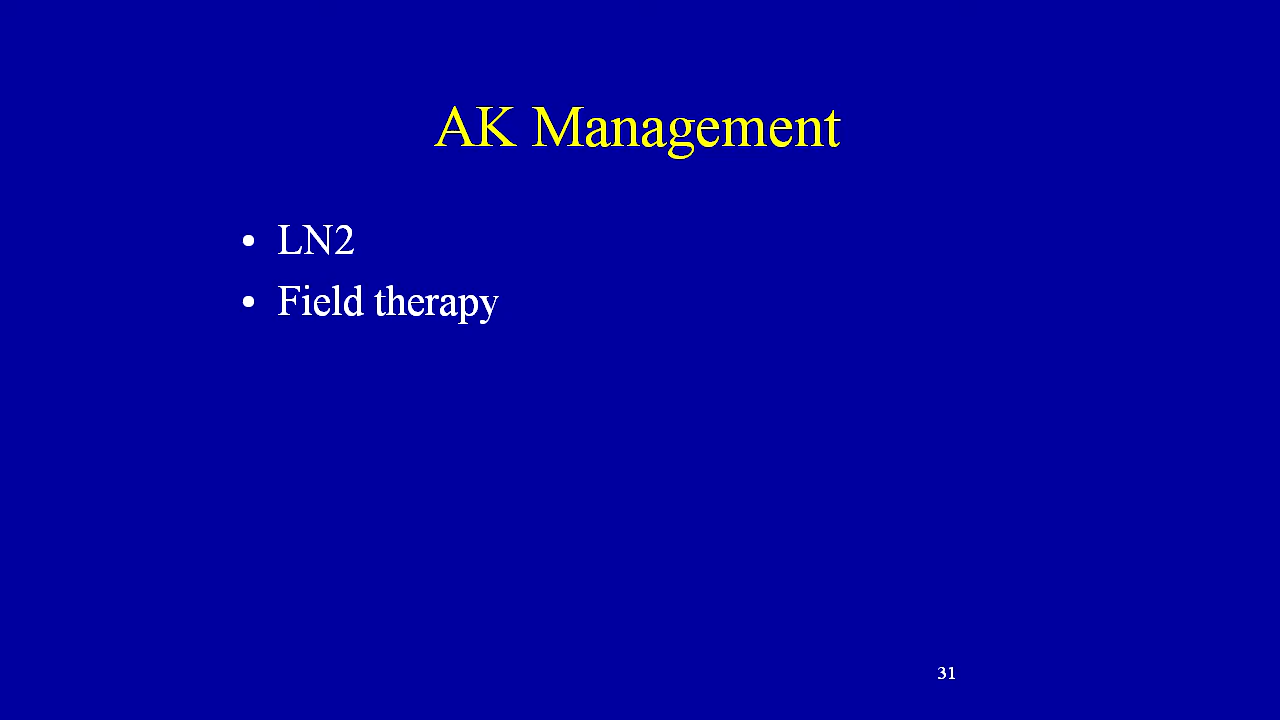 AK Management
• LN2
• Field therapy
31